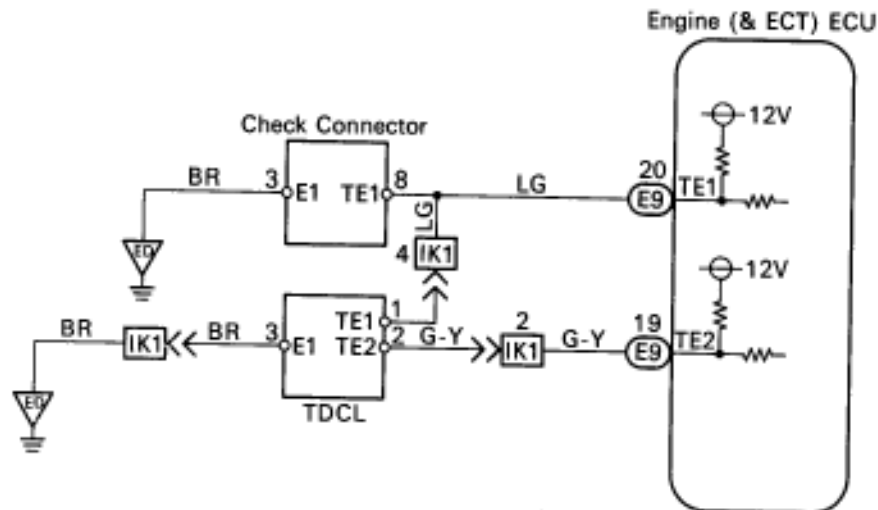 Engine (& ECT) ECU
12V
Check Connector
BR 3 E1 TE1 8 LG 20 E9 TE1
LG
ED
4 IK1
12V
BR IK1 BR 3 E1 TE1 1
TE2 2 G-Y 2 IK1 G-Y 19 E9 TE2
ED
TDCL